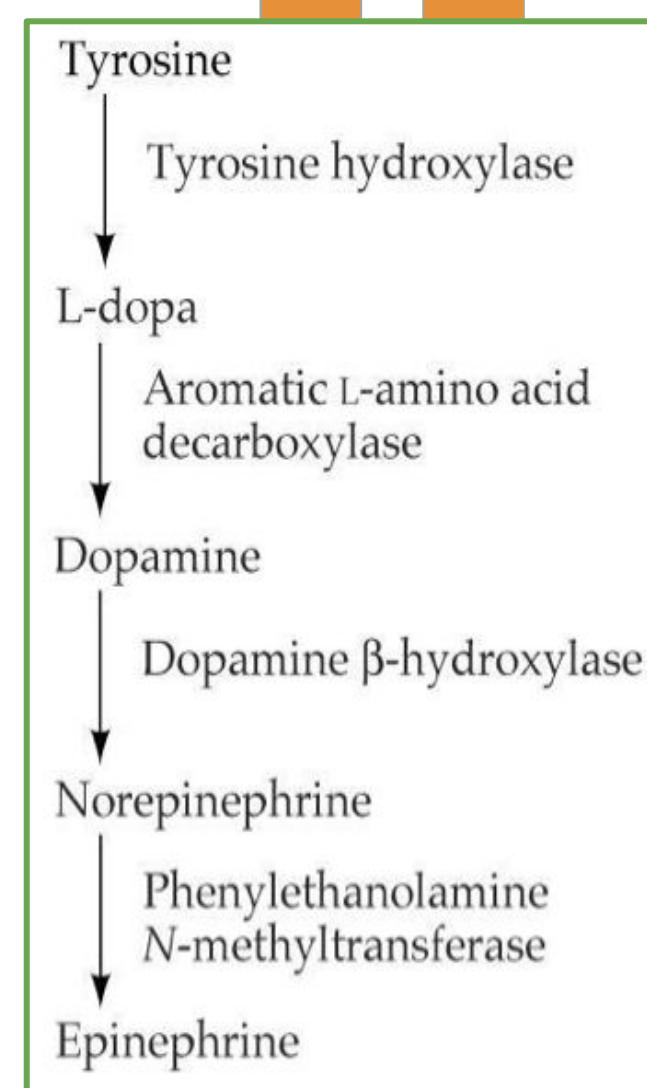 Tyrosine
Tyrosine hydroxylase
L-dopa
Aromatic L-amino acid
decarboxylase
Dopamine
Dopamine β-hydroxylase
Norepinephrine
Phenylethanolamine
N-methyltransferase
Epinephrine